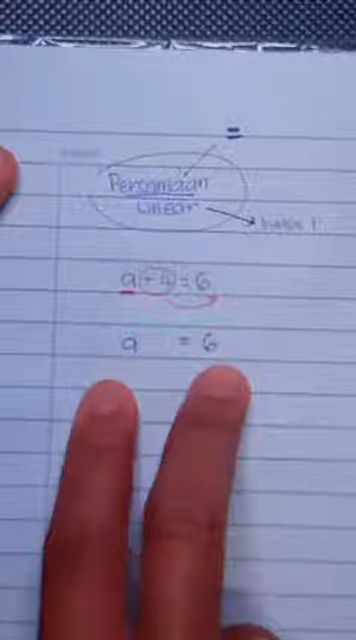 =
Persamaan
Linear
a - 4 = 6
a = 6